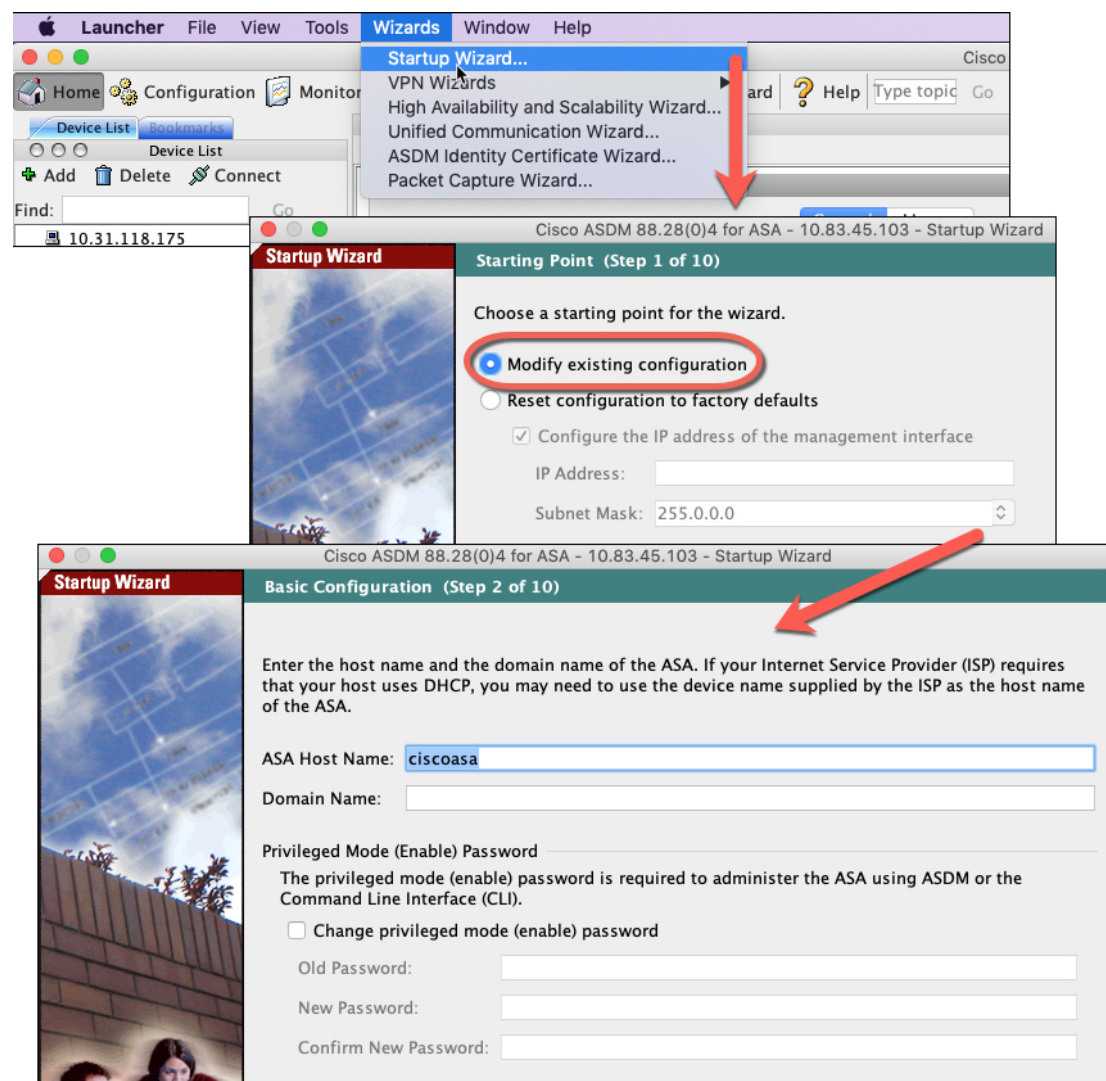 Launcher File View Tools Wizards Window Help
Startup Wizard...
Cisco
VPN Wizards
Home Configuration Monitor ard Help Type topic Go
High Availability and Scalability Wizard...
Device List Bookmarks
Unified Communication Wizard...
Device List
ASDM Identity Certificate Wizard...
Add Delete Connect
Packet Capture Wizard...
Find: Go
10.31.118.175
Cisco ASDM 88.28(0)4 for ASA - 10.83.45.103 - Startup Wizard
Startup Wizard
Starting Point (Step 1 of 10)
Choose a starting point for the wizard.
Modify existing configuration
Reset configuration to factory defaults
Configure the IP address of the management interface
IP Address:
Subnet Mask: 255.0.0.0
Cisco ASDM 88.28(0)4 for ASA - 10.83.45.103 - Startup Wizard
Startup Wizard
Basic Configuration (Step 2 of 10)
Enter the host name and the domain name of the ASA. If your Internet Service Provider (ISP) requires
that your host uses DHCP, you may need to use the device name supplied by the ISP as the host name
of the ASA.
ASA Host Name: ciscoasa
Domain Name:
Privileged Mode (Enable) Password
The privileged mode (enable) password is required to administer the ASA using ASDM or the
Command Line Interface (CLI).
Change privileged mode (enable) password
Old Password:
New Password:
Confirm New Password: